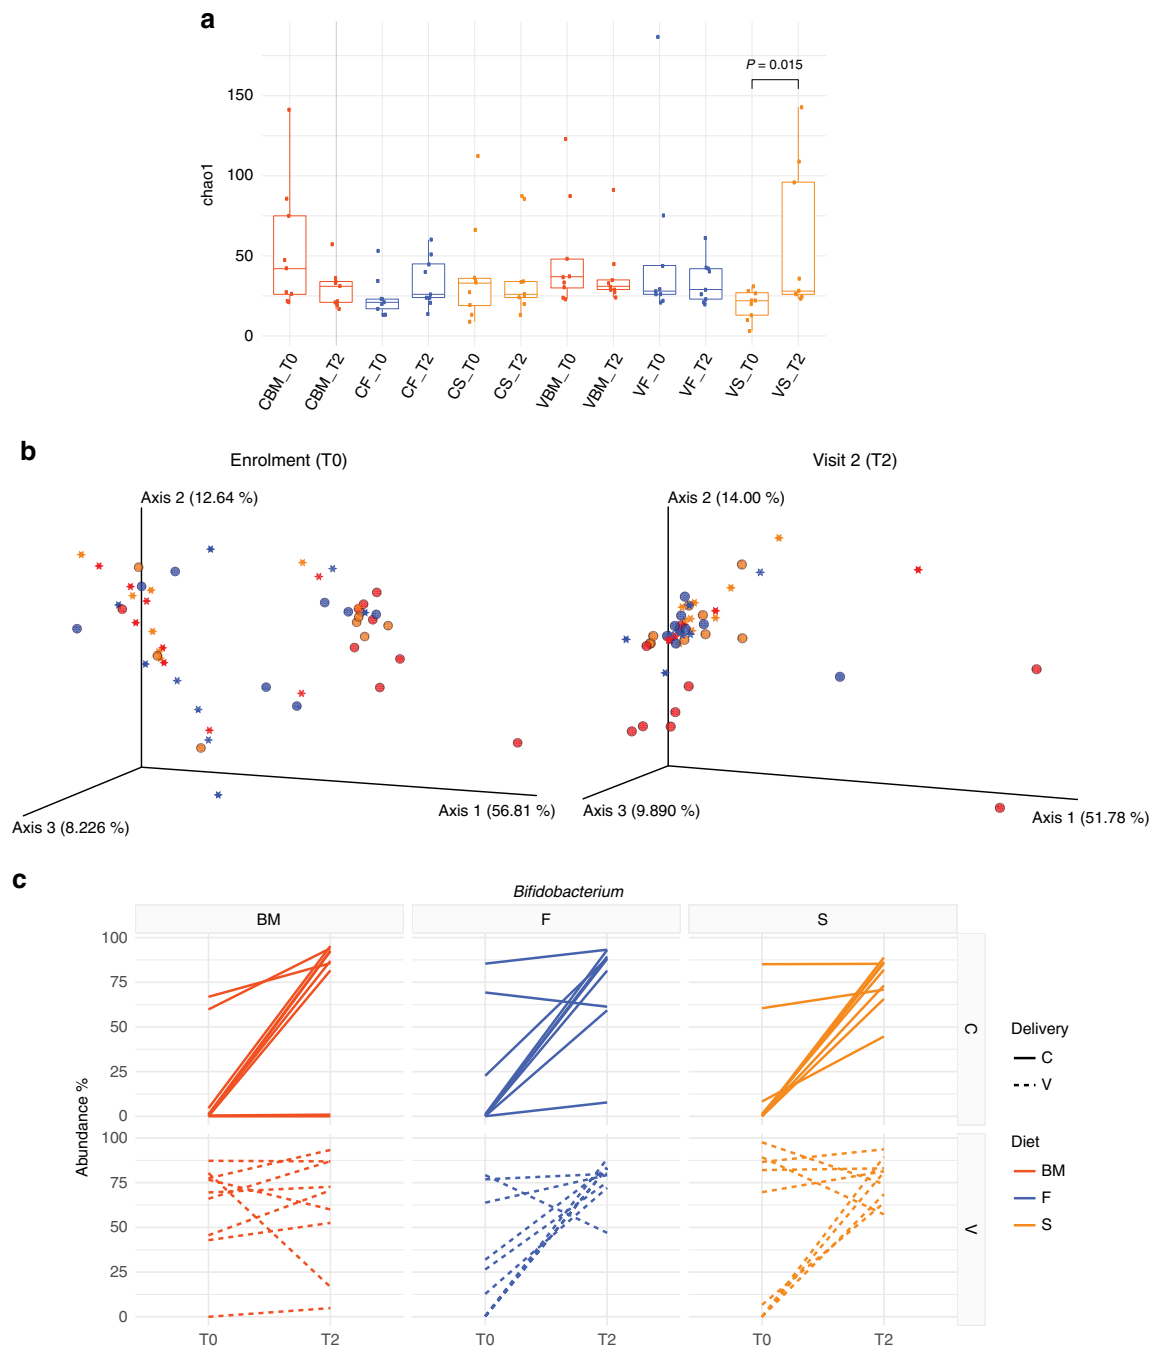 a
P = 0.015
150
100
50
0
chao1
CBM_T0
CBM_T2
CF_T0
CF_T2
CS_T0
CS_T2
VBM_T0
VBM_T2
VF_T0
VF_T2
VS_T0
VS_T2
b
Enrolment (T0)
Visit 2 (T2)
Axis 2 (12.64 %)
Axis 2 (14.00 %)
Axis 1 (56.81 %)
Axis 3 (8.226 %)
Axis 3 (9.890 %)
Axis 1 (51.78 %)
c
Bifidobacterium
BM
F
S
100
75
50
25
0
C
100
75
50
25
0
V
Abundance %
T0
T2
T0
T2
T0
T2
Delivery
C
V
Diet
BM
F
S